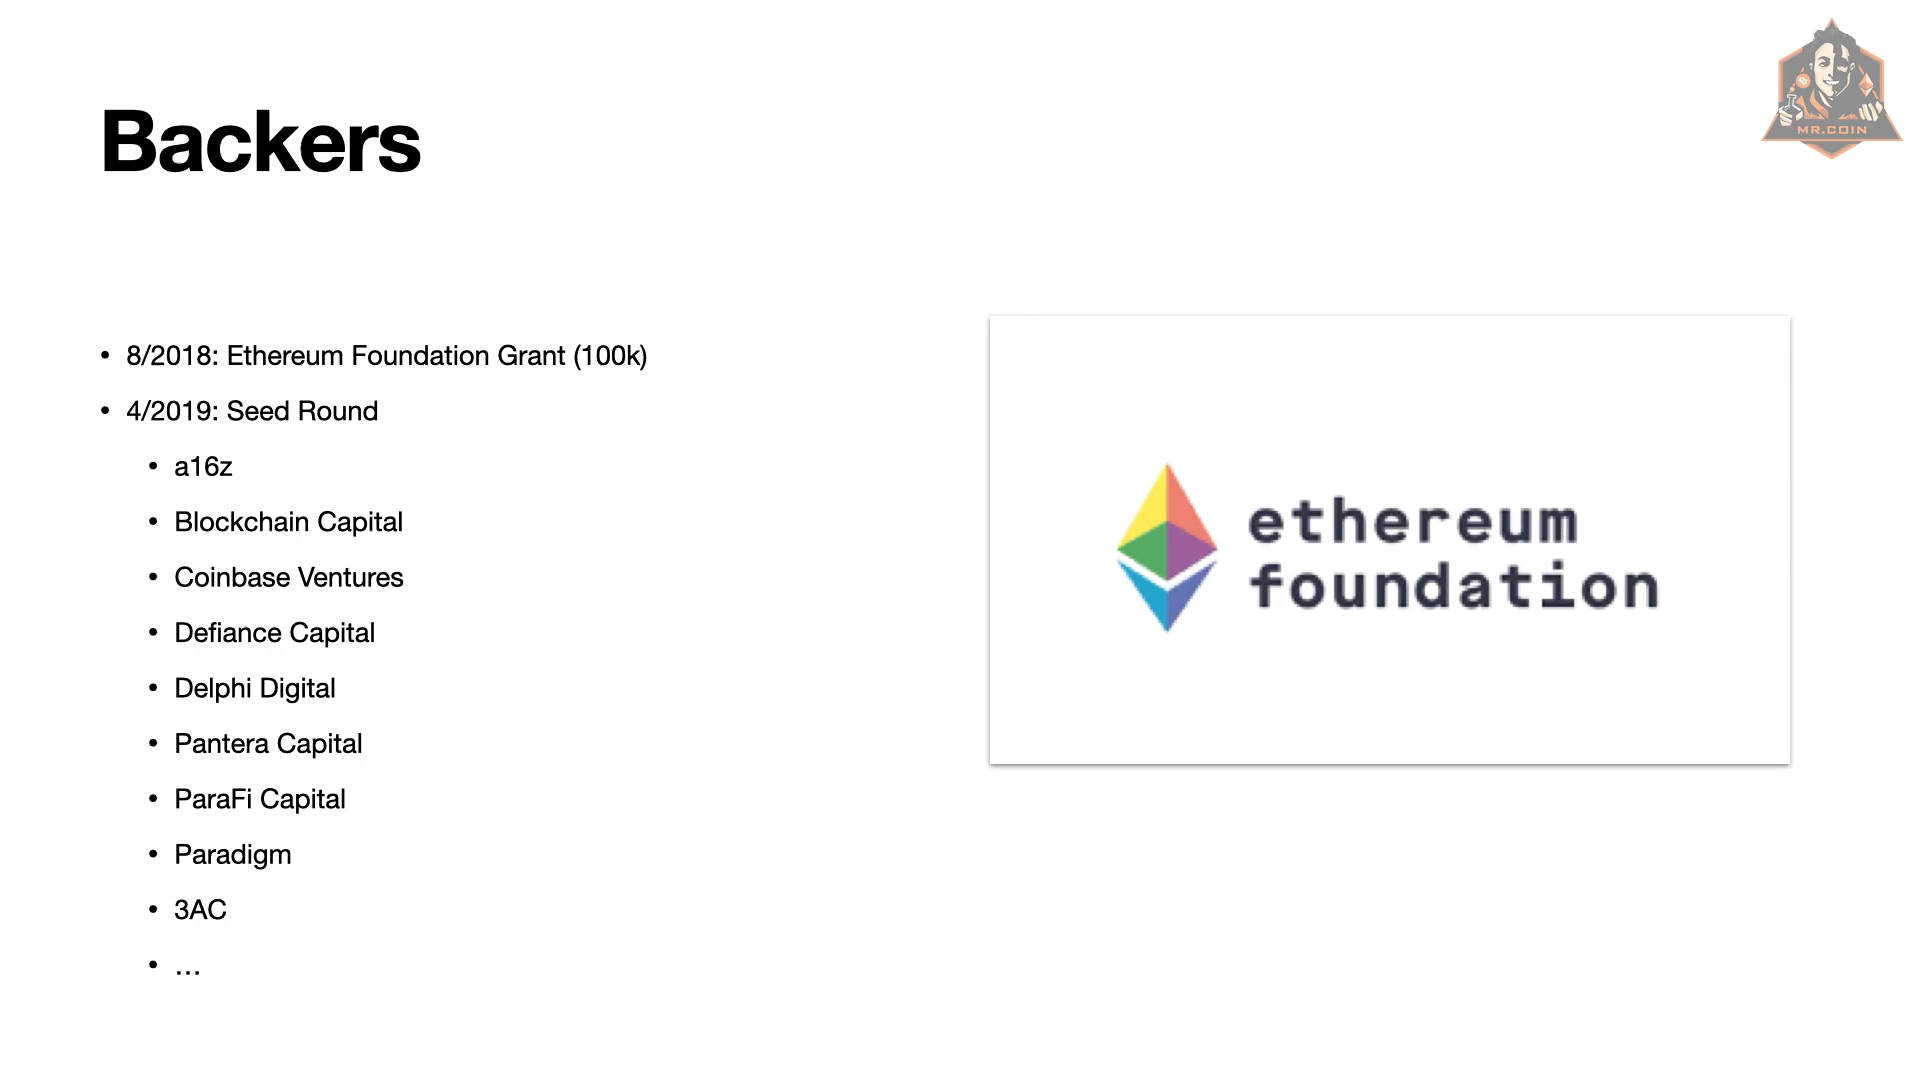 MR.COIN
Backers
• 8/2018: Ethereum Foundation Grant (100k)
• 4/2019: Seed Round
• a16z
• Blockchain Capital
• Coinbase Ventures
• Defiance Capital
• Delphi Digital
• Pantera Capital
• ParaFi Capital
• Paradigm
• 3AC
• …
ethereum
foundation